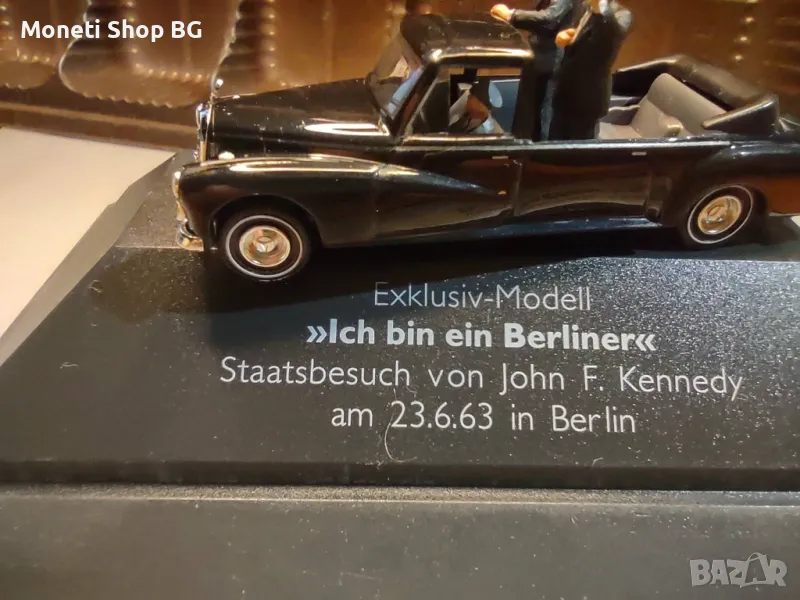 Moneti Shop BG
Exklusiv-Modell
»Ich bin ein Berliner«
Staatsbesuch von John F. Kennedy
am 23.6.63 in Berlin
BAZAR